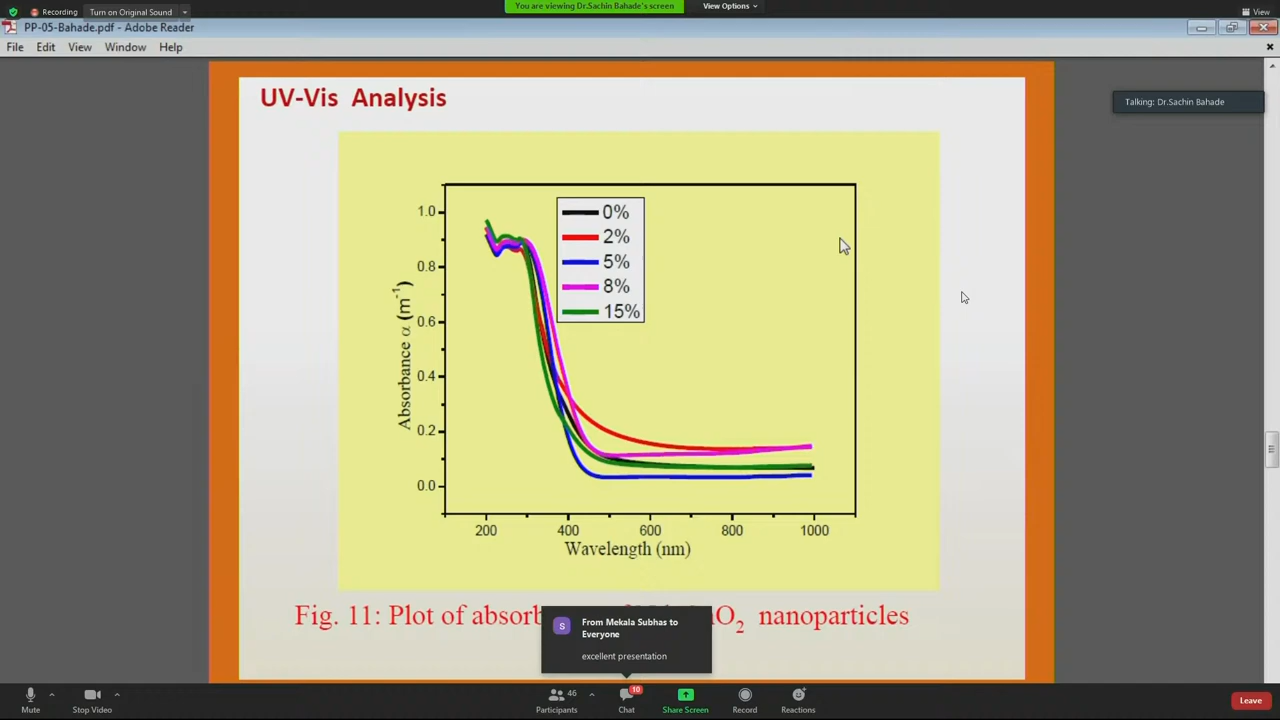 Recording
Turn on Original Sound
You are viewing Dr.Sachin Bahade's screen
View Options
View
PP-05-Bahade.pdf - Adobe Reader
File Edit View Window Help
UV-Vis Analysis
Talking: Dr.Sachin Bahade
0%
2%
5%
8%
15%
1.0
0.8
0.6
0.4
0.2
0.0
Absorbance α (m⁻¹)
200 400 600 800 1000
Wavelength (nm)
Fig. 11: Plot of absorb O₂ nanoparticles
S
From Mekala Subhas to
Everyone
excellent presentation
46
10
Mute
Stop Video
Participants
Chat
Share Screen
Record
Reactions
Leave